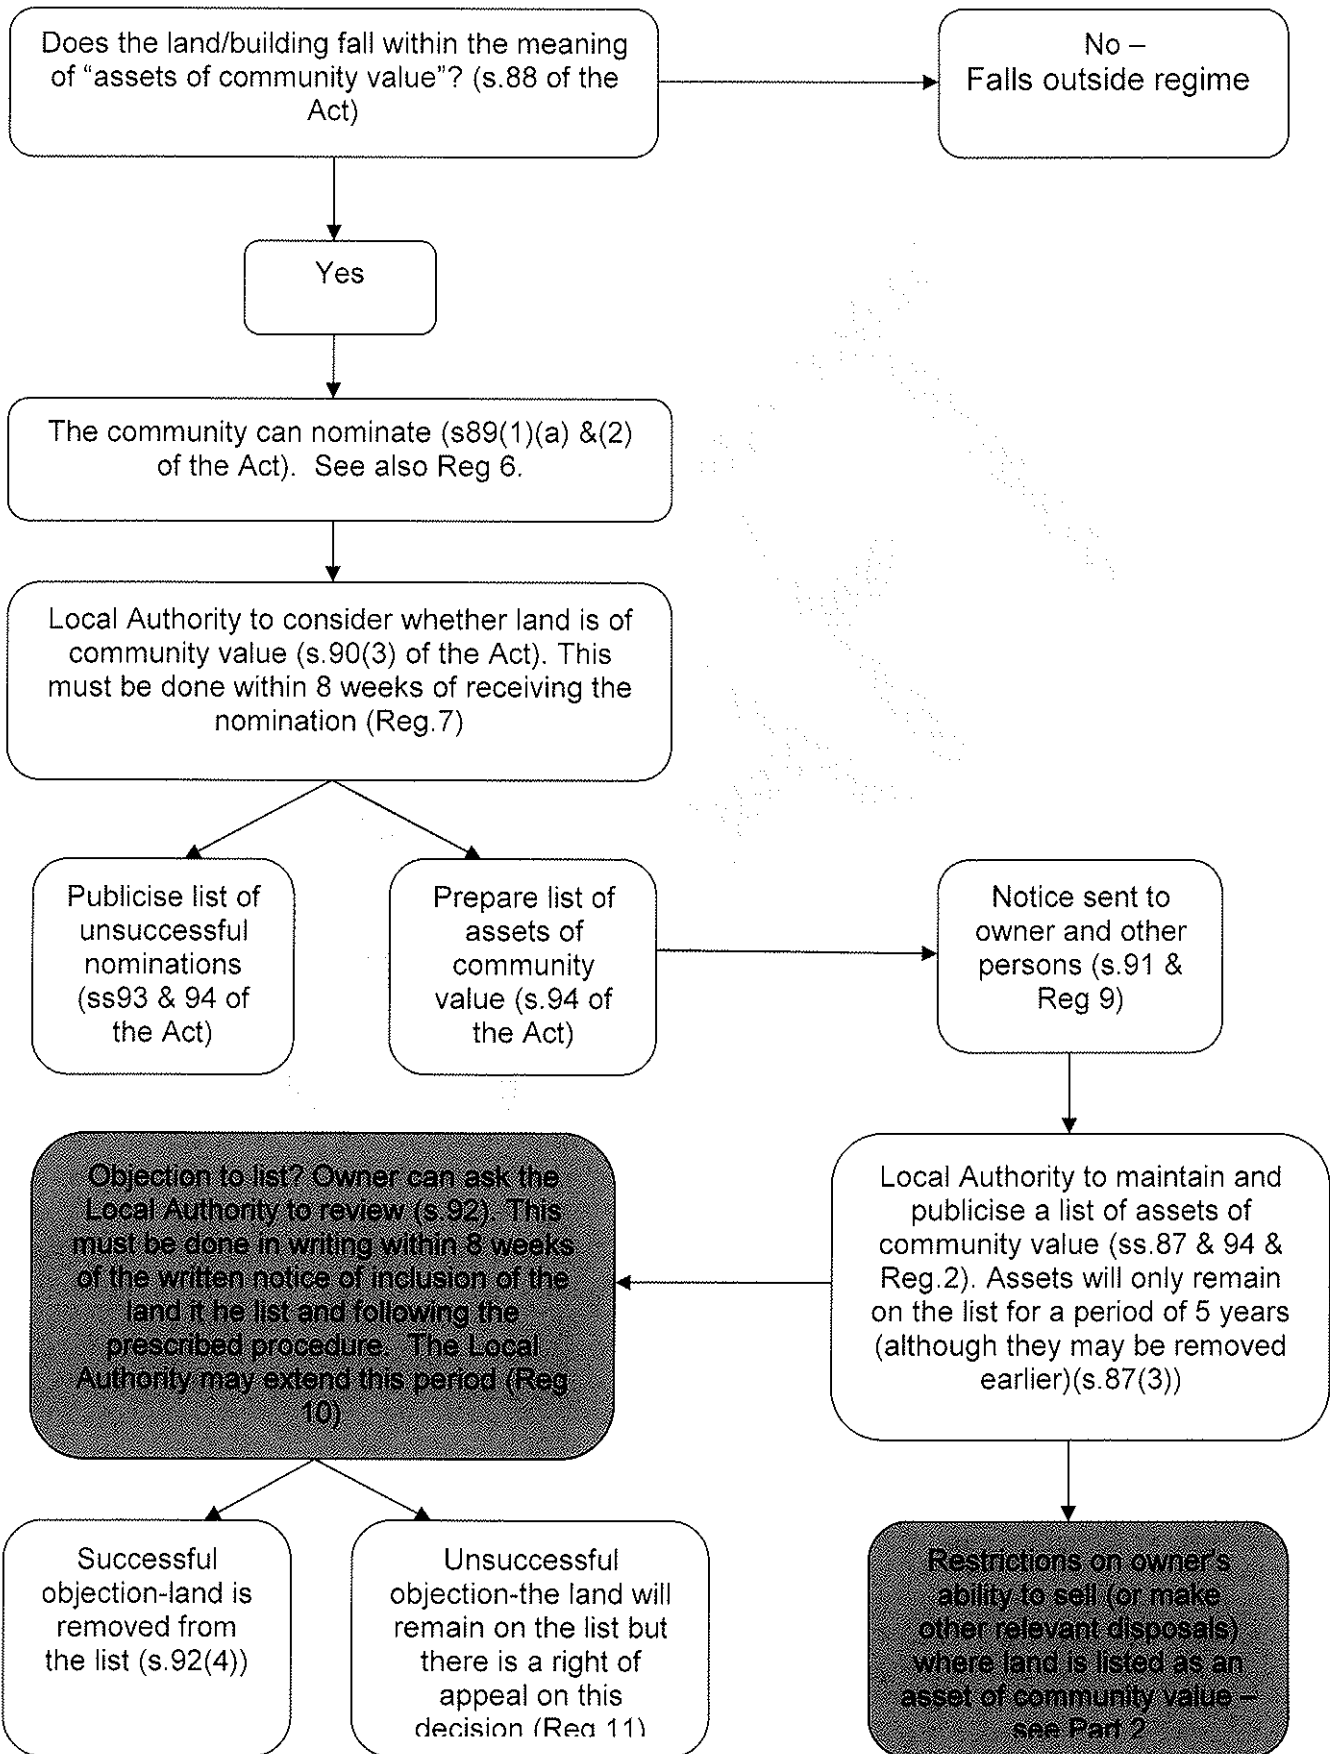 Does the land/building fall within the meaning
of “assets of community value”? (s.88 of the
Act)
No –
Falls outside regime
Yes
The community can nominate (s89(1)(a) &(2)
of the Act).  See also Reg 6.
Local Authority to consider whether land is of
community value (s.90(3) of the Act). This
must be done within 8 weeks of receiving the
nomination (Reg.7)
Publicise list of
unsuccessful
nominations
(ss93 & 94 of
the Act)
Prepare list of
assets of
community
value (s.94 of
the Act)
Notice sent to
owner and other
persons (s.91 &
Reg 9)
Objection to list? Owner can ask the
Local Authority to review (s.92). This
must be done in writing within 8 weeks
of the written notice of inclusion of the
land it he list and following the
prescribed procedure.  The Local
Authority may extend this period (Reg
10)
Local Authority to maintain and
publicise a list of assets of
community value (ss.87 & 94 &
Reg.2). Assets will only remain
on the list for a period of 5 years
(although they may be removed
earlier)(s.87(3))
Successful
objection-land is
removed from
the list (s.92(4))
Unsuccessful
objection-the land will
remain on the list but
there is a right of
appeal on this
decision (Reg 11)
Restrictions on owner's
ability to sell (or make
other relevant disposals)
where land is listed as an
asset of community value –
see Part 2